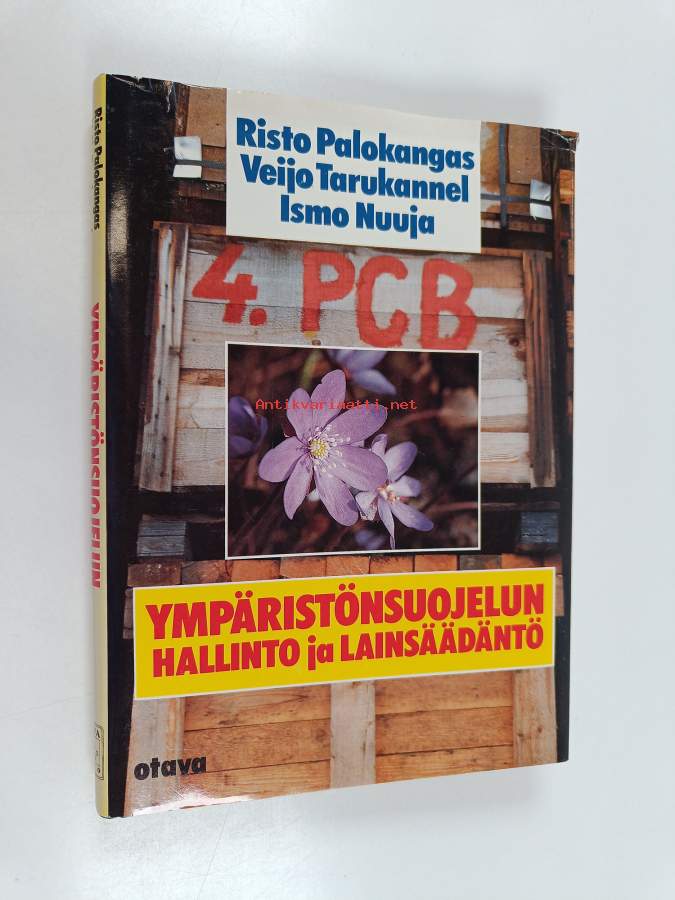 Risto Palokangas
Veijo Tarukannel
Ismo Nuuja
4. PCB
Antikvariaatti.net
YMPÄRISTÖNSUOJELUN
HALLINTO ja LAINSÄÄDÄNTÖ
otava
Risto Palokangas
YMPÄRISTÖNSUOJELUN